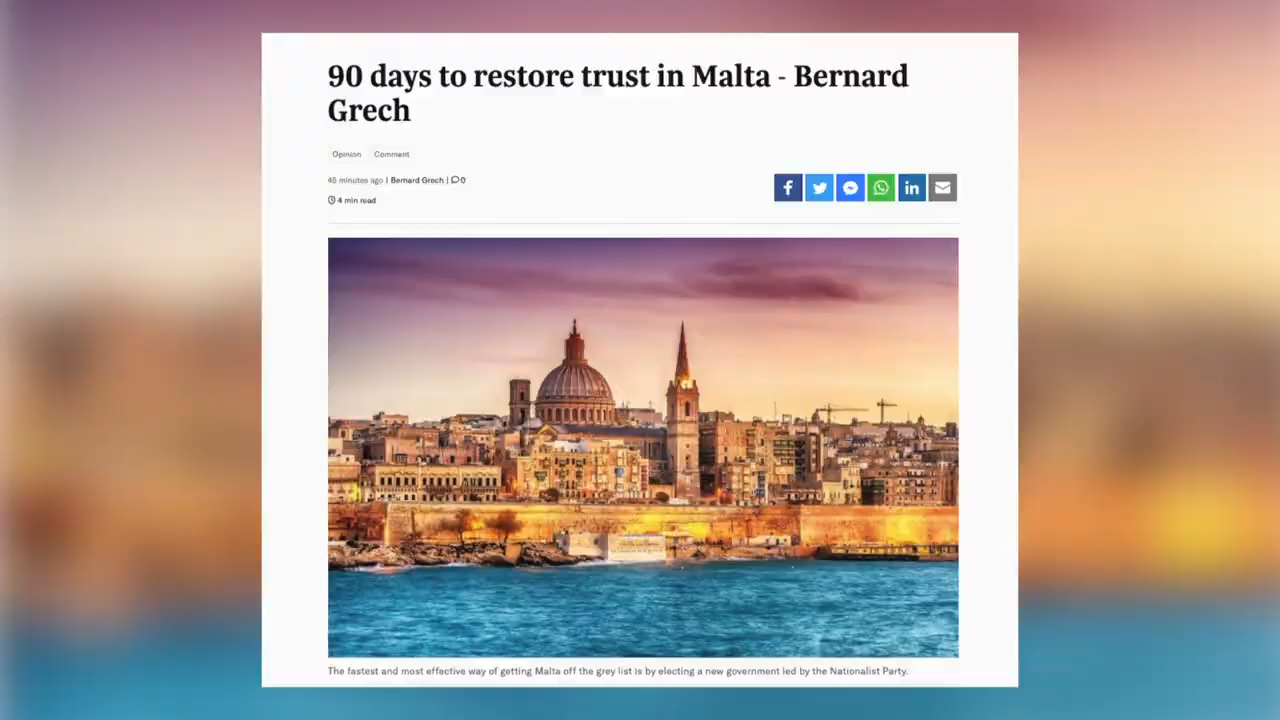 90 days to restore trust in Malta - Bernard
Grech
Opinion Comment
45 minutes ago | Bernard Grech | 0
4 min read
The fastest and most effective way of getting Malta off the grey list is by electing a new government led by the Nationalist Party.